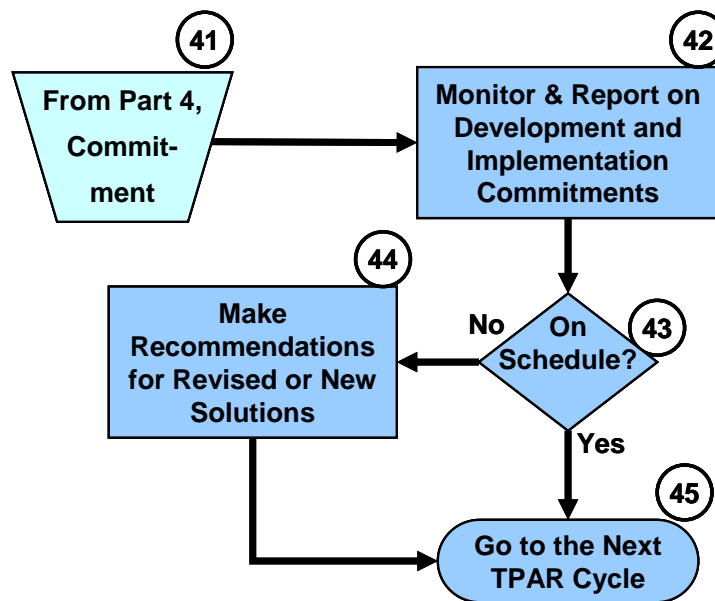 41
From Part 4,
Commit-
ment
42
Monitor & Report on
Development and
Implementation
Commitments
44
Make
Recommendations
for Revised or New
Solutions
No
On
Schedule?
43
Yes
45
Go to the Next
TPAR Cycle